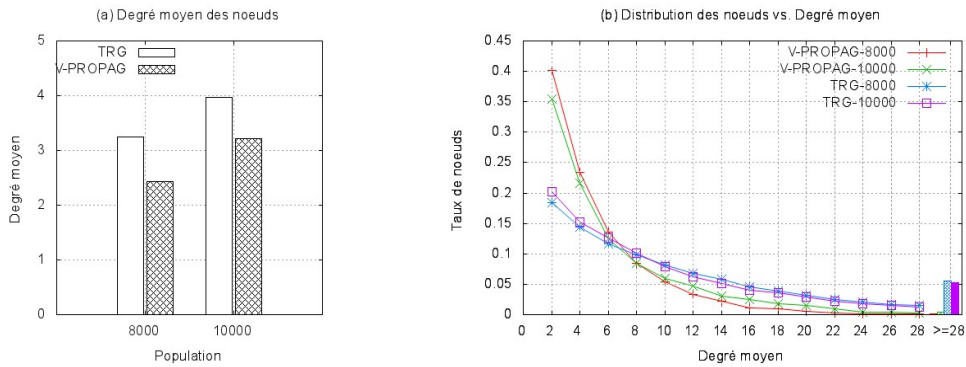 (a) Degré moyen des noeuds
5
4
3
2
1
0
Degré moyen
TRG
V-PROPAG
8000 10000
Population
(b) Distribution des noeuds vs. Degré moyen
0.45
0.4
0.35
0.3
0.25
0.2
0.15
0.1
0.05
0
Taux de noeuds
V-PROPAG-8000
V-PROPAG-10000
TRG-8000
TRG-10000
0 2 4 6 8 10 12 14 16 18 20 22 24 26 28 >=28
Degré moyen